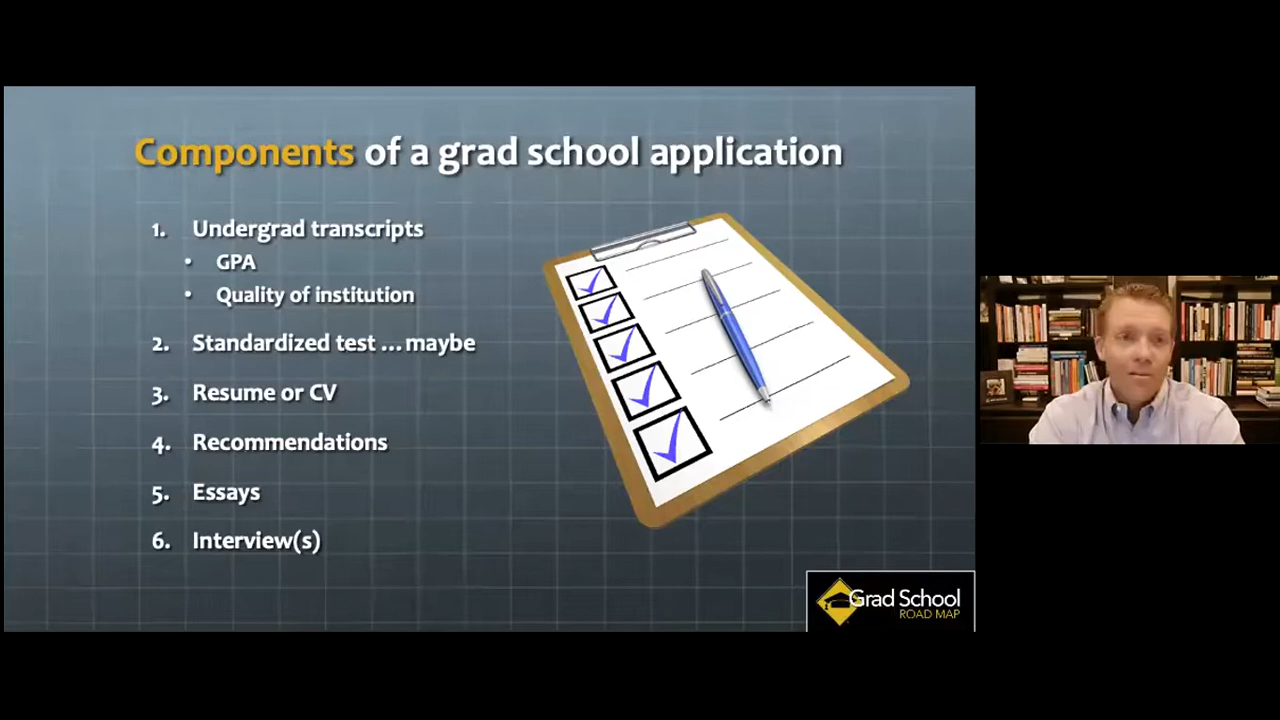 Components of a grad school application
1. Undergrad transcripts
• GPA
• Quality of institution
2. Standardized test ...maybe
3. Resume or CV
4. Recommendations
5. Essays
6. Interview(s)
Grad School
ROAD MAP